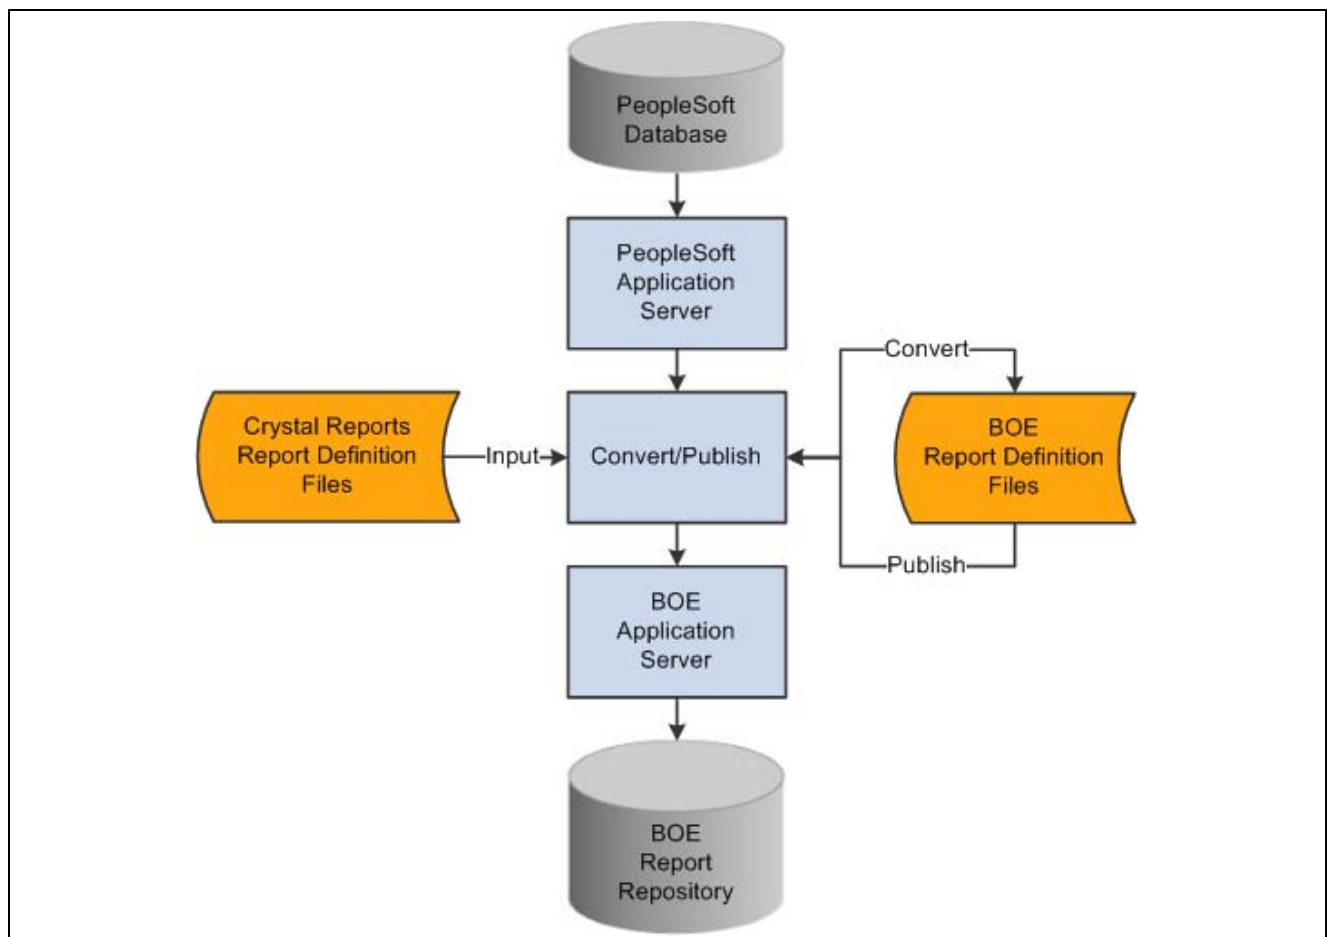 PeopleSoft
Database
PeopleSoft
Application
Server
Convert
Crystal Reports
Report Definition
Files
Input
Convert/Publish
BOE
Report Definition
Files
Publish
BOE
Application
Server
BOE
Report
Repository